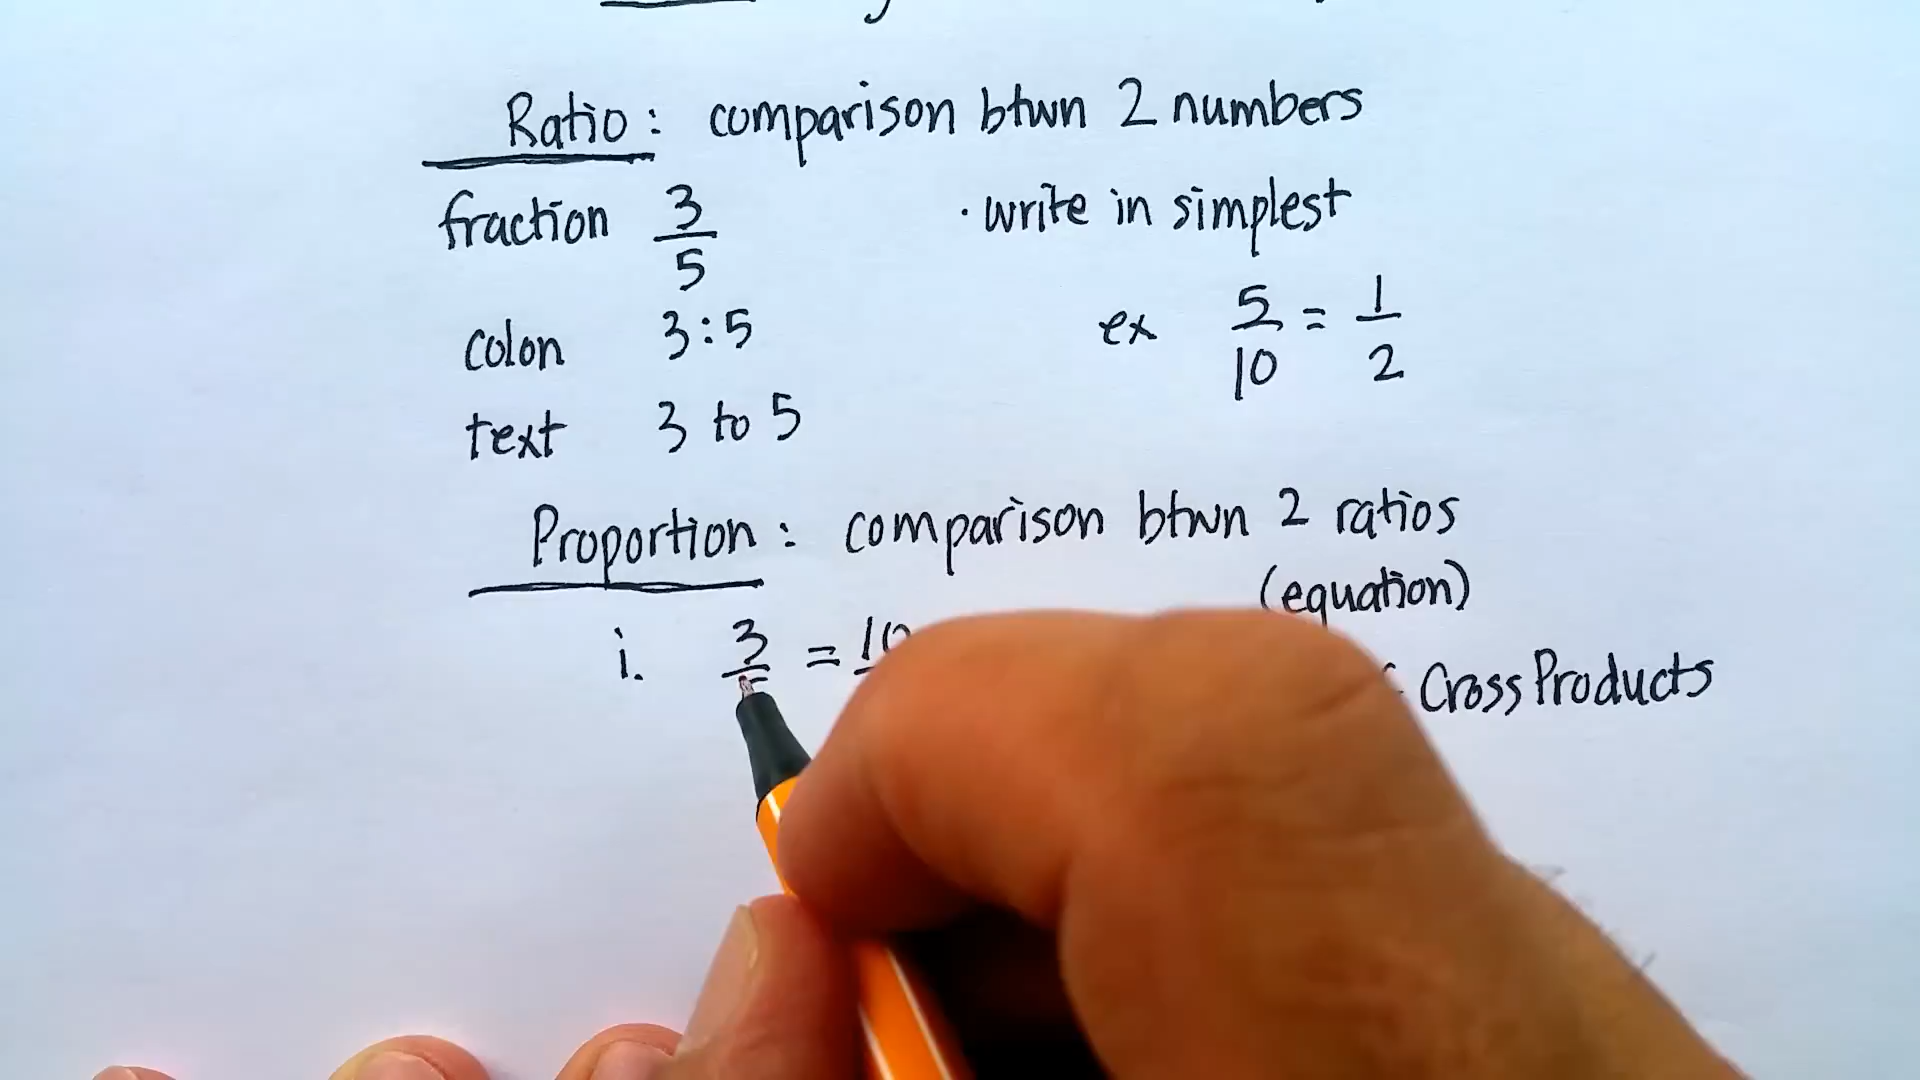 Ratio: comparison btwn 2 numbers
fraction 3/5
· write in simplest
colon 3:5
ex 5/10 = 1/2
text 3 to 5
Proportion: comparison btwn 2 ratios
(equation)
i. 3/ = 10
Cross Products